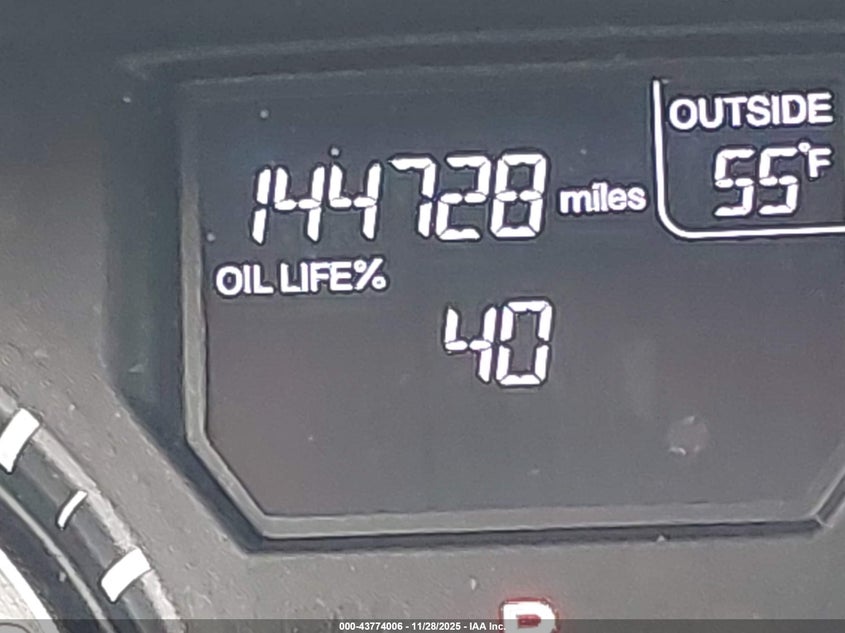 OUTSIDE
144728 miles 55°F
OIL LIFE%
40
P
000-43774006 - 11/28/2025 - IAA Inc.